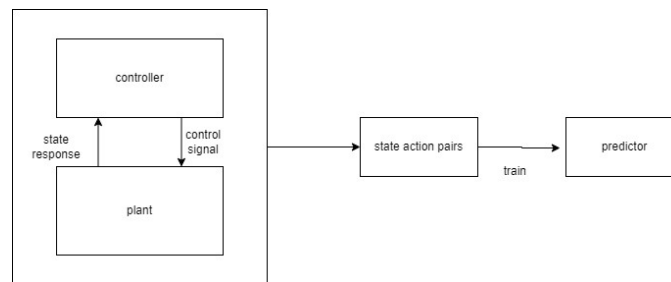 controller
state
response
control
signal
plant
state action pairs
train
predictor